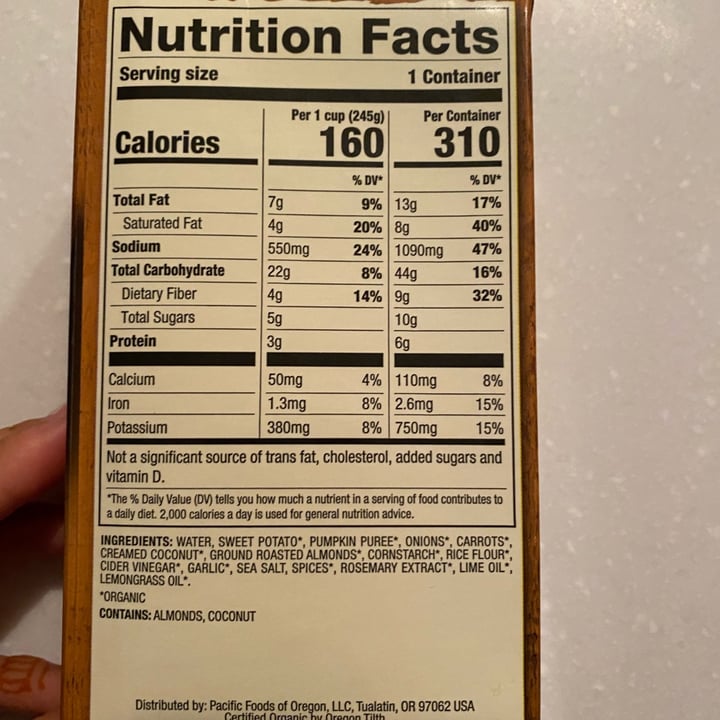 Nutrition Facts
Serving size 1 Container
Per 1 cup (245g) Per Container
Calories 160 310
% DV* % DV*
Total Fat 7g 9% 13g 17%
Saturated Fat 4g 20% 8g 40%
Sodium 550mg 24% 1090mg 47%
Total Carbohydrate 22g 8% 44g 16%
Dietary Fiber 4g 14% 9g 32%
Total Sugars 5g 10g
Protein 3g 6g
Calcium 50mg 4% 110mg 8%
Iron 1.3mg 8% 2.6mg 15%
Potassium 380mg 8% 750mg 15%
Not a significant source of trans fat, cholesterol, added sugars and
vitamin D.
*The % Daily Value (DV) tells you how much a nutrient in a serving of food contributes to
a daily diet. 2,000 calories a day is used for general nutrition advice.
INGREDIENTS: WATER, SWEET POTATO*, PUMPKIN PUREE*, ONIONS*, CARROTS*,
CREAMED COCONUT*, GROUND ROASTED ALMONDS*, CORNSTARCH*, RICE FLOUR*,
CIDER VINEGAR*, GARLIC*, SEA SALT, SPICES*, ROSEMARY EXTRACT*, LIME OIL*,
LEMONGRASS OIL*.
*ORGANIC
CONTAINS: ALMONDS, COCONUT
Distributed by: Pacific Foods of Oregon, LLC, Tualatin, OR 97062 USA
Certified Organic by Oregon Tilth